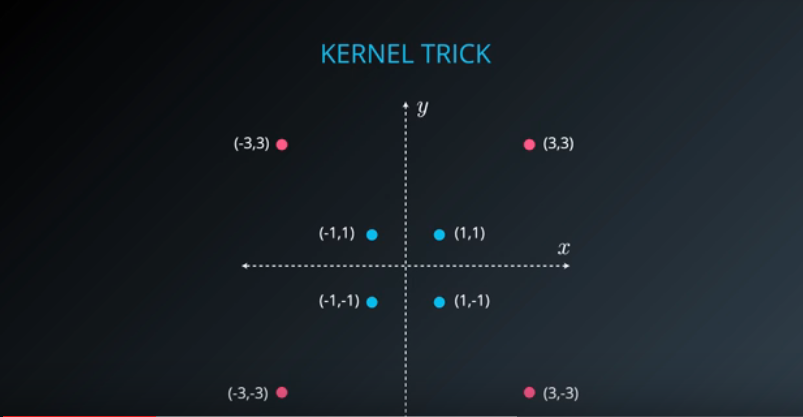 KERNEL TRICK
y
(-3,3) (3,3)
(-1,1) (1,1)
x
(-1,-1) (1,-1)
(-3,-3) (3,-3)